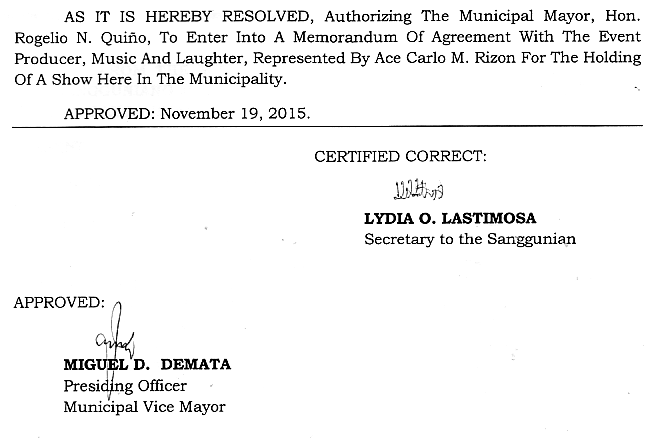 AS IT IS HEREBY RESOLVED, Authorizing The Municipal Mayor, Hon.
Rogelio N. Quiño, To Enter Into A Memorandum Of Agreement With The Event
Producer, Music And Laughter, Represented By Ace Carlo M. Rizon For The Holding
Of A Show Here In The Municipality.
APPROVED: November 19, 2015.
CERTIFIED CORRECT:
LYDIA O. LASTIMOSA
Secretary to the Sanggunian
APPROVED:
MIGUEL D. DEMATA
Presiding Officer
Municipal Vice Mayor